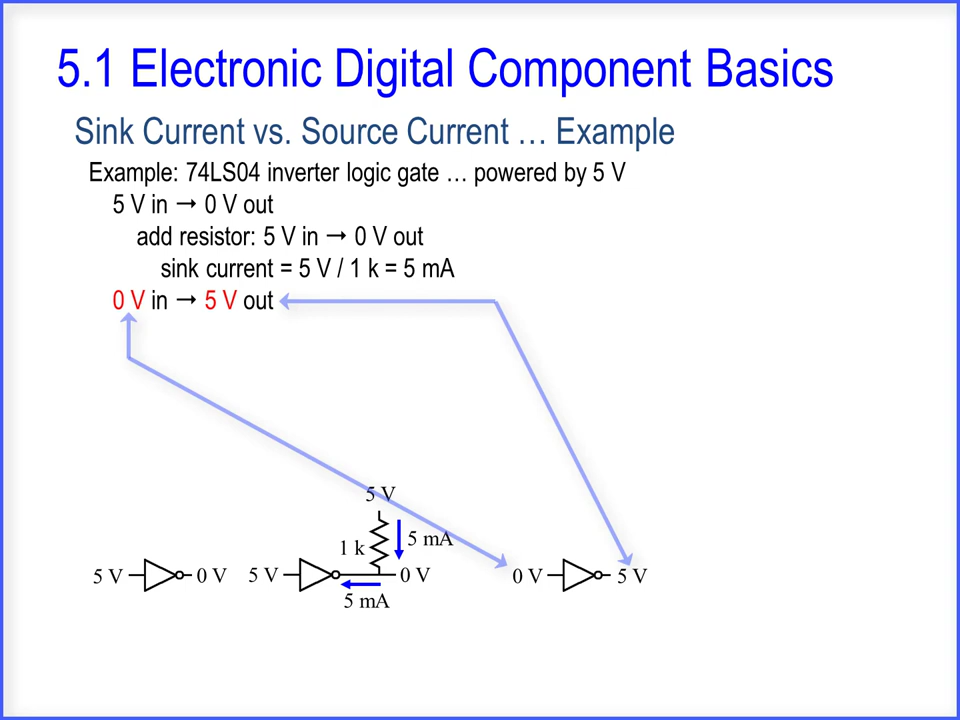 5.1 Electronic Digital Component Basics
Sink Current vs. Source Current … Example
Example: 74LS04 inverter logic gate … powered by 5 V
5 V in → 0 V out
add resistor: 5 V in → 0 V out
sink current = 5 V / 1 k = 5 mA
0 V in → 5 V out
5 V
1 k
5 mA
5 V
0 V
5 V
0 V
0 V
5 V
5 mA